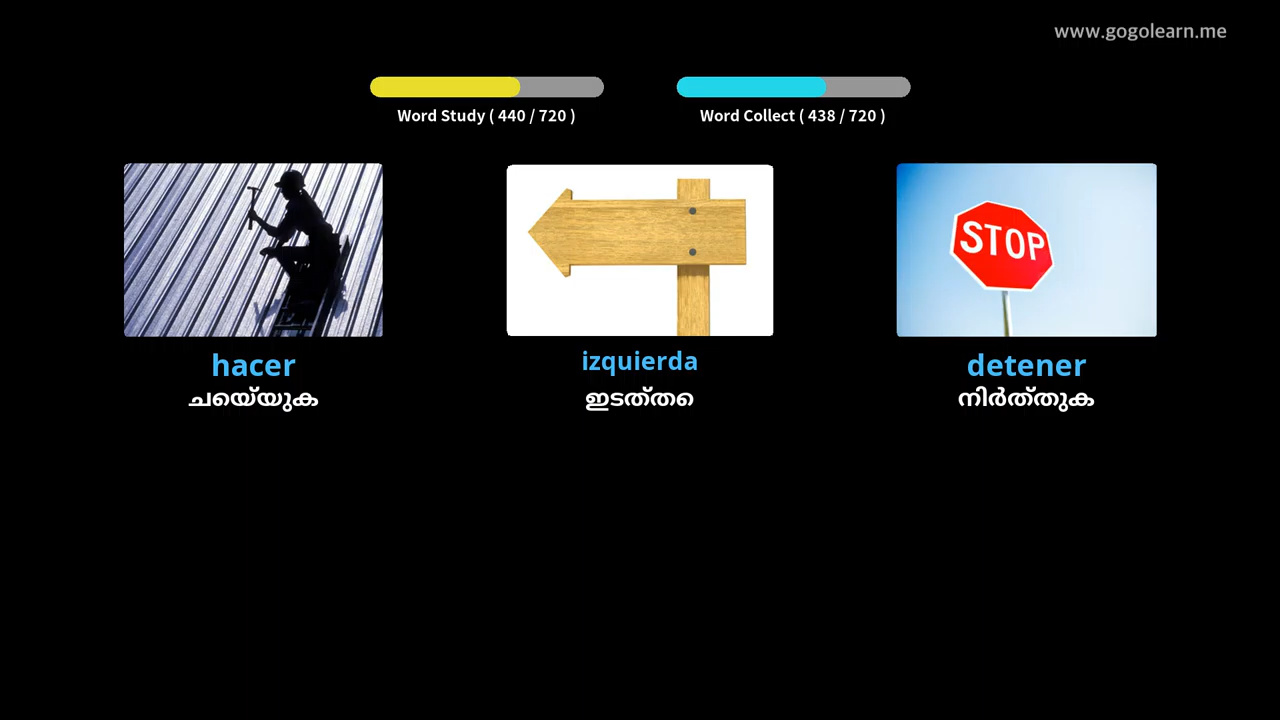 www.gogolearn.me
Word Study ( 440 / 720 )
Word Collect ( 438 / 720 )
STOP
hacer
izquierda
detener
ചെയ്യുക
ഇടത്തെ
നിർത്തുക